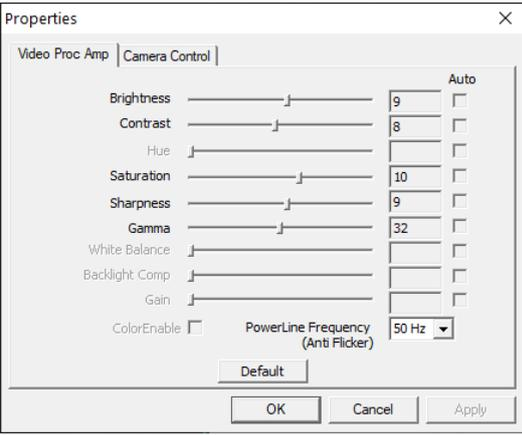 Properties
Video Proc Amp Camera Control
Auto
Brightness 9
Contrast 8
Hue
Saturation 10
Sharpness 9
Gamma 32
White Balance
Backlight Comp
Gain
ColorEnable PowerLine Frequency 50 Hz
(Anti Flicker)
Default
OK Cancel Apply